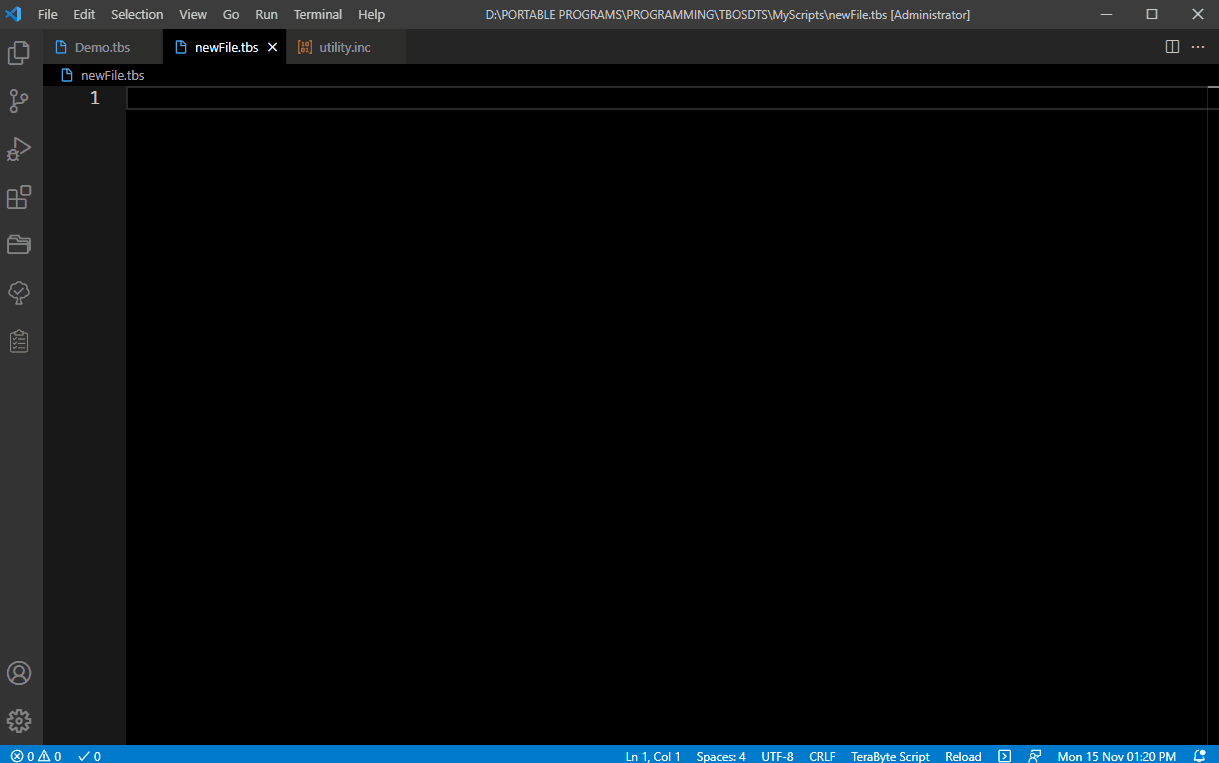 File Edit Selection View Go Run Terminal Help D:\PORTABLE PROGRAMS\PROGRAMMING\TBOSDTS\MyScripts\newFile.tbs [Administrator]
Demo.tbs newFile.tbs utility.inc
newFile.tbs
1
0 0 0 Ln 1, Col 1 Spaces: 4 UTF-8 CRLF TeraByte Script Reload Mon 15 Nov 01:20 PM